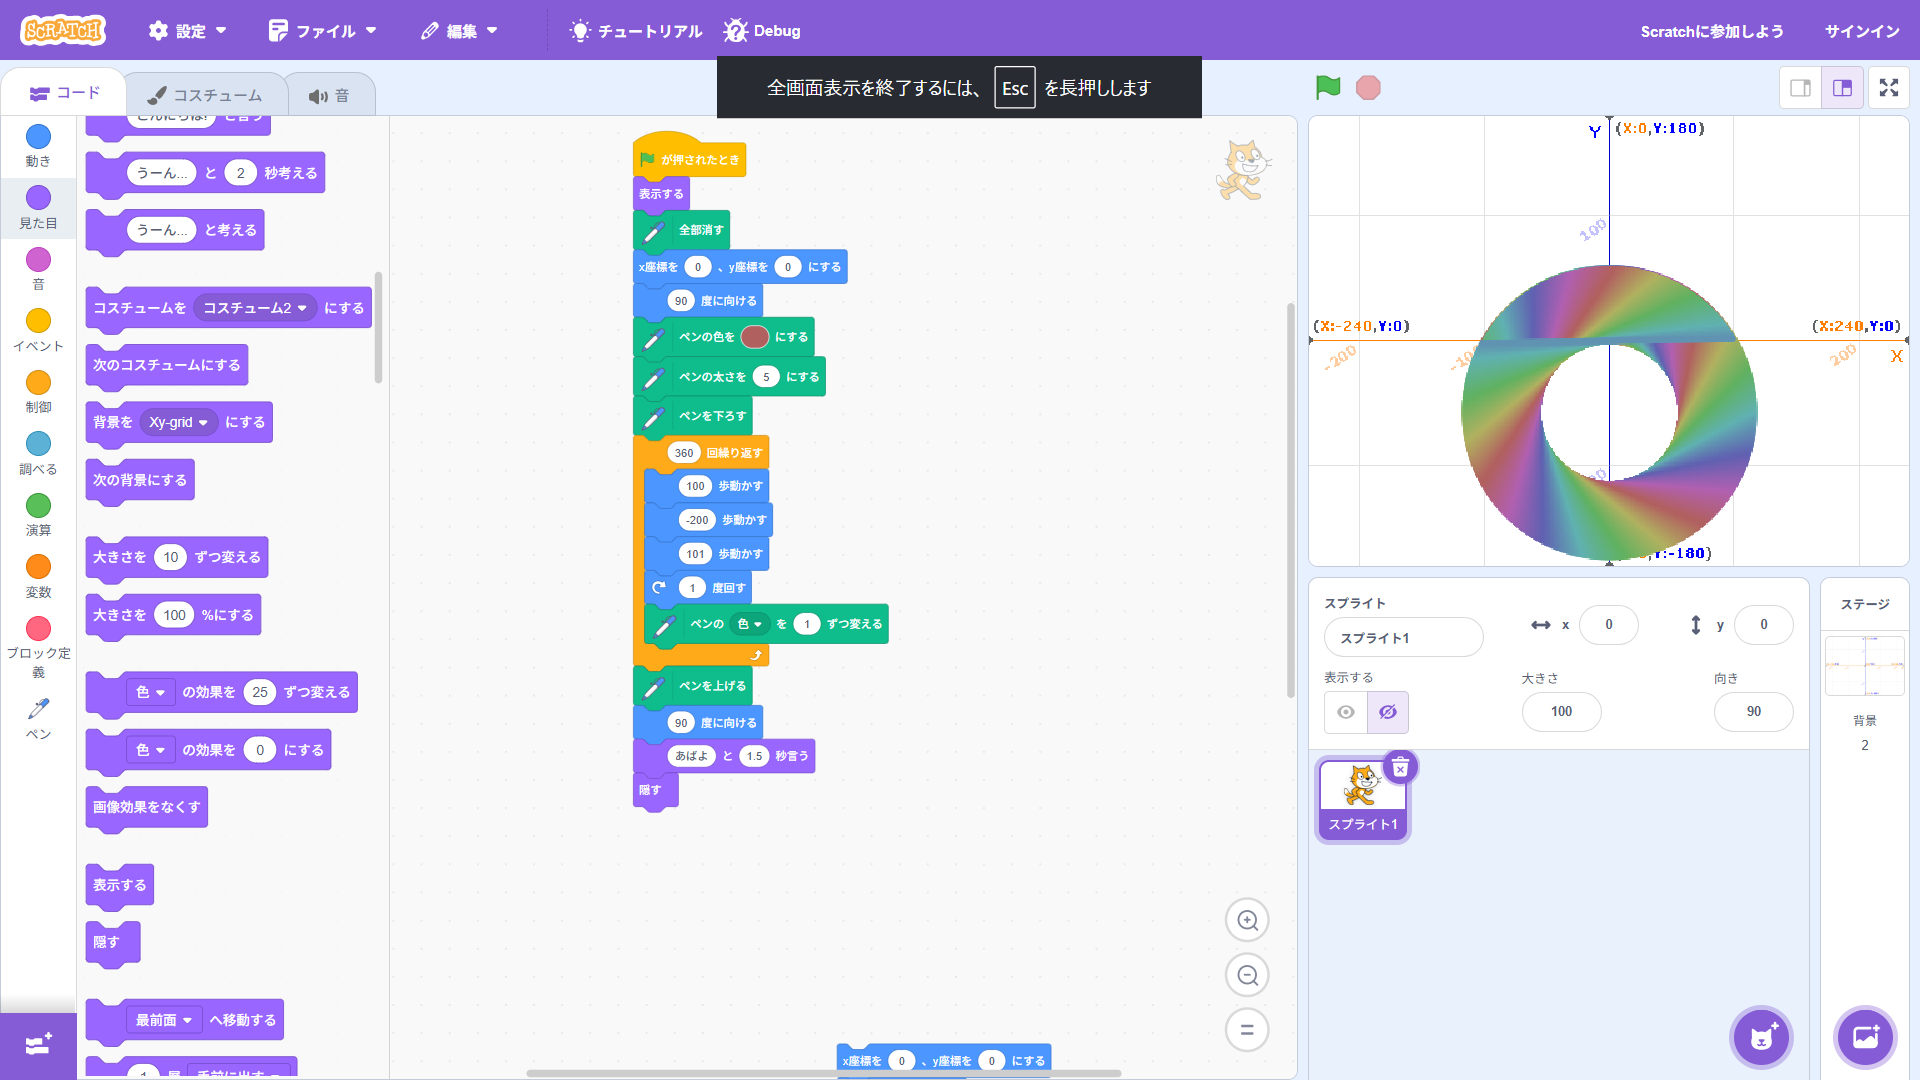 SCRATCH 設定 ファイル 編集 チュートリアル Debug Scratchに参加しよう サインイン
コード コスチューム 音
全画面表示を終了するには、 Esc を長押しします
動き
見た目
音
イベント
制御
調べる
演算
変数
ブロック定義
ペン
こんにちは! と言う
うーん... と 2 秒考える
うーん... と考える
コスチュームを コスチューム2 にする
次のコスチュームにする
背景を Xy-grid にする
次の背景にする
大きさを 10 ずつ変える
大きさを 100 %にする
色 の効果を 25 ずつ変える
色 の効果を 0 にする
画像効果をなくす
表示する
隠す
最前面 へ移動する
1 層 手前に出す
が押されたとき
表示する
全部消す
x座標を 0 、y座標を 0 にする
90 度に向ける
ペンの色を にする
ペンの太さを 5 にする
ペンを下ろす
360 回繰り返す
100 歩動かす
-200 歩動かす
101 歩動かす
1 度回す
ペンの 色 を 1 ずつ変える
ペンを上げる
90 度に向ける
あばよ と 1.5 秒言う
隠す
x座標を 0 、y座標を 0 にする
Y (X:0,Y:180)
100
(X:-240,Y:0) (X:240,Y:0)
-200 200 X
Y:-180)
スプライト
スプライト1
x 0 y 0
表示する 大きさ 向き
100 90
スプライト1
ステージ
背景
2